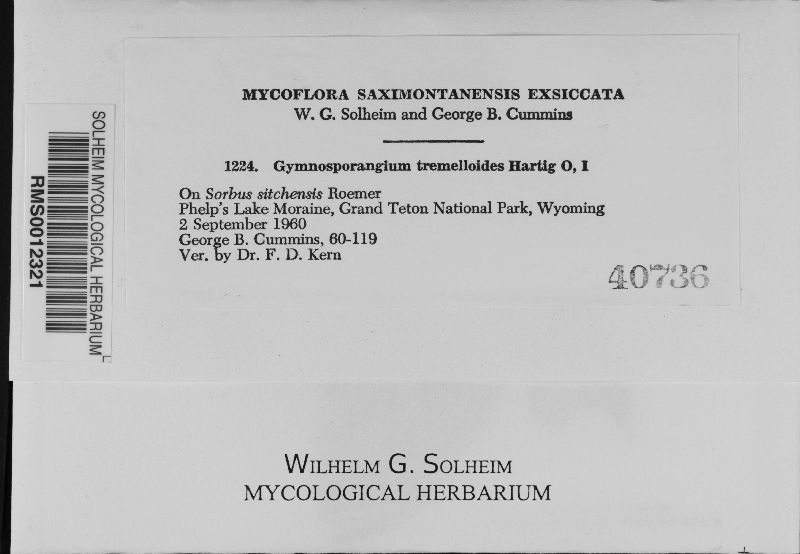 MYCOFLORA SAXIMONTANENSIS EXSICCATA
W. G. Solheim and George B. Cummins
1224. Gymnosporangium tremelloides Hartig O, I
On Sorbus sitchensis Roemer
Phelp's Lake Moraine, Grand Teton National Park, Wyoming
2 September 1960
George B. Cummins, 60-119
Ver. by Dr. F. D. Kern
40736
SOLHEIM MYCOLOGICAL HERBARIUM
RMS0012321
WILHELM G. SOLHEIM
MYCOLOGICAL HERBARIUM